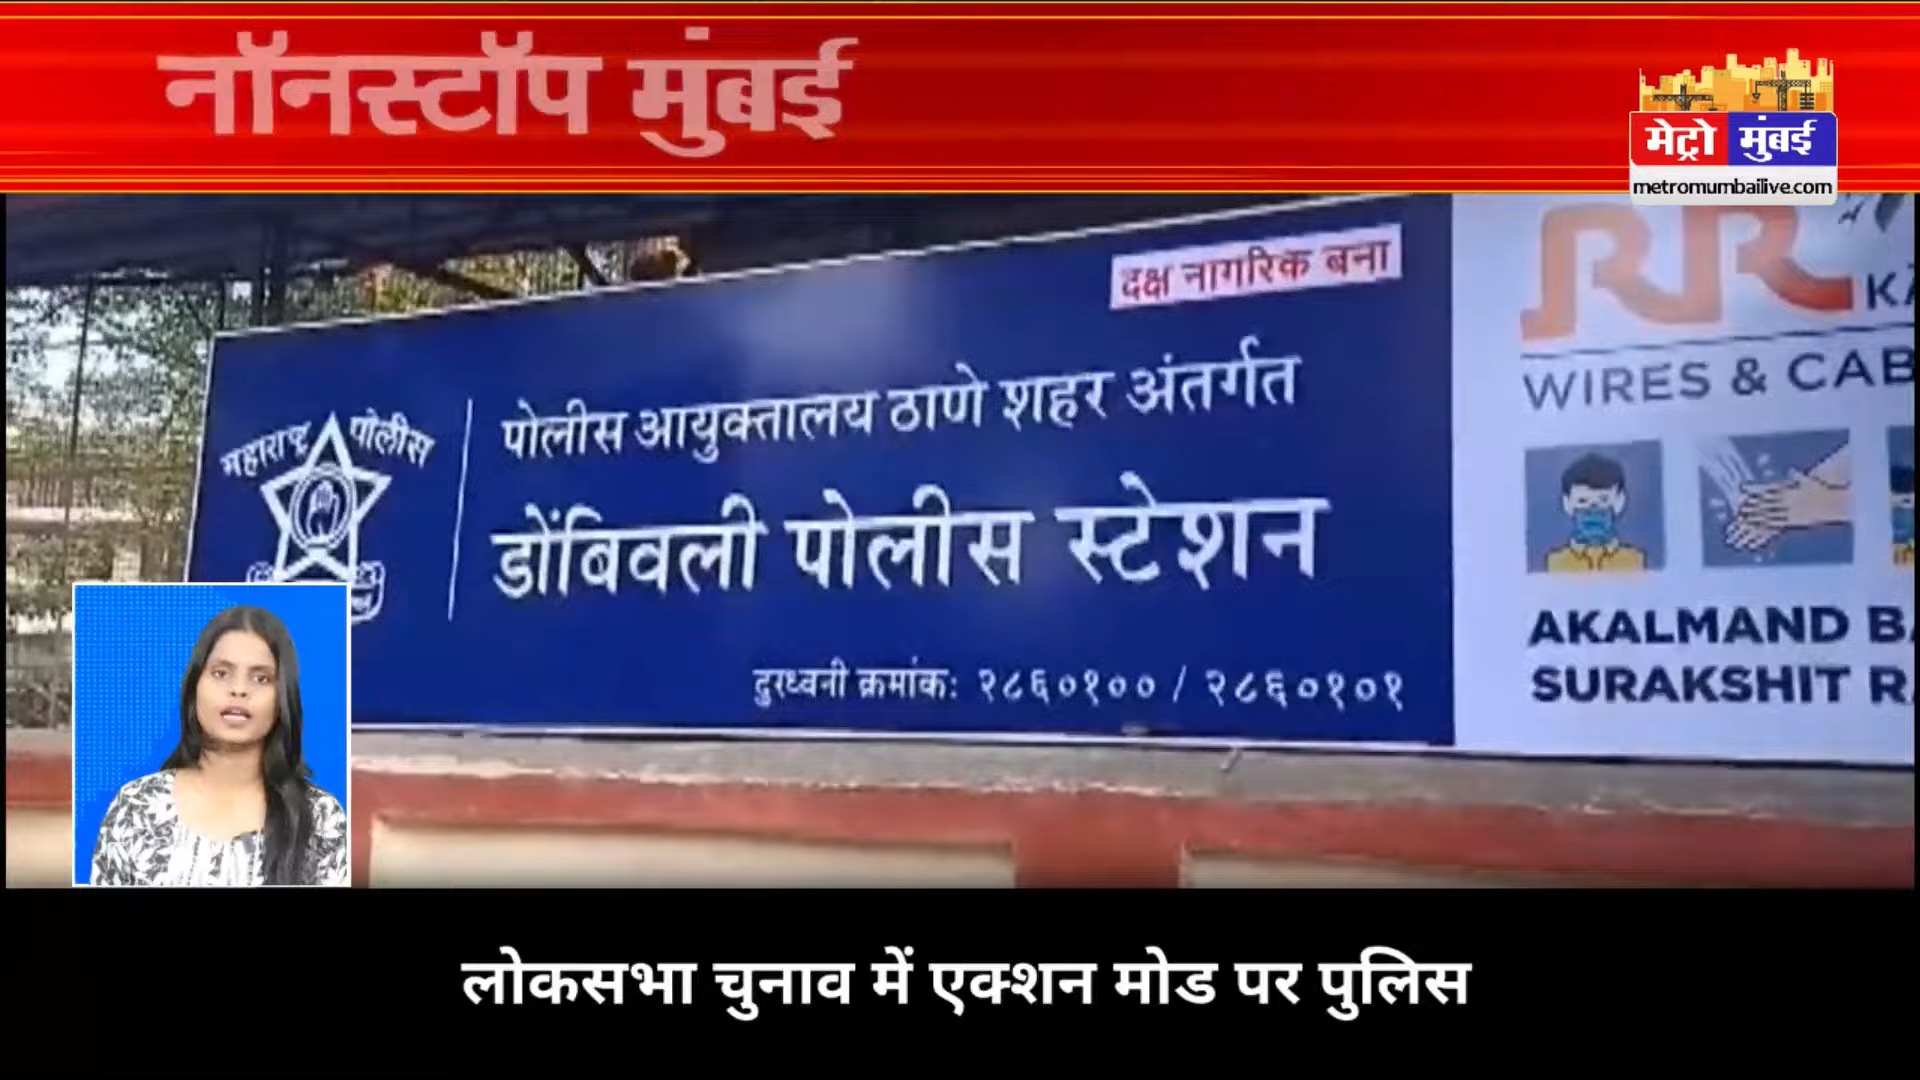 नॉनस्टॉप मुंबई
मेट्रो मुंबई
metromumbailive.com
दक्ष नागरिक बना
महाराष्ट्र पोलीस
पोलीस आयुक्तालय ठाणे शहर अंतर्गत
डोंबिवली पोलीस स्टेशन
दुरध्वनी क्रमांक: २८६०१०० / २८६०१०१
RR
WIRES &
AKALMAND
SURAKSHIT
लोकसभा चुनाव में एक्शन मोड पर पुलिस